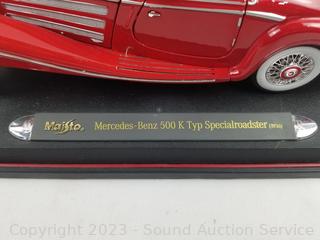 Maisto Mercedes-Benz 500 K Typ Specialroadster (1936)
Copyright 2023 - Sound Auction Service